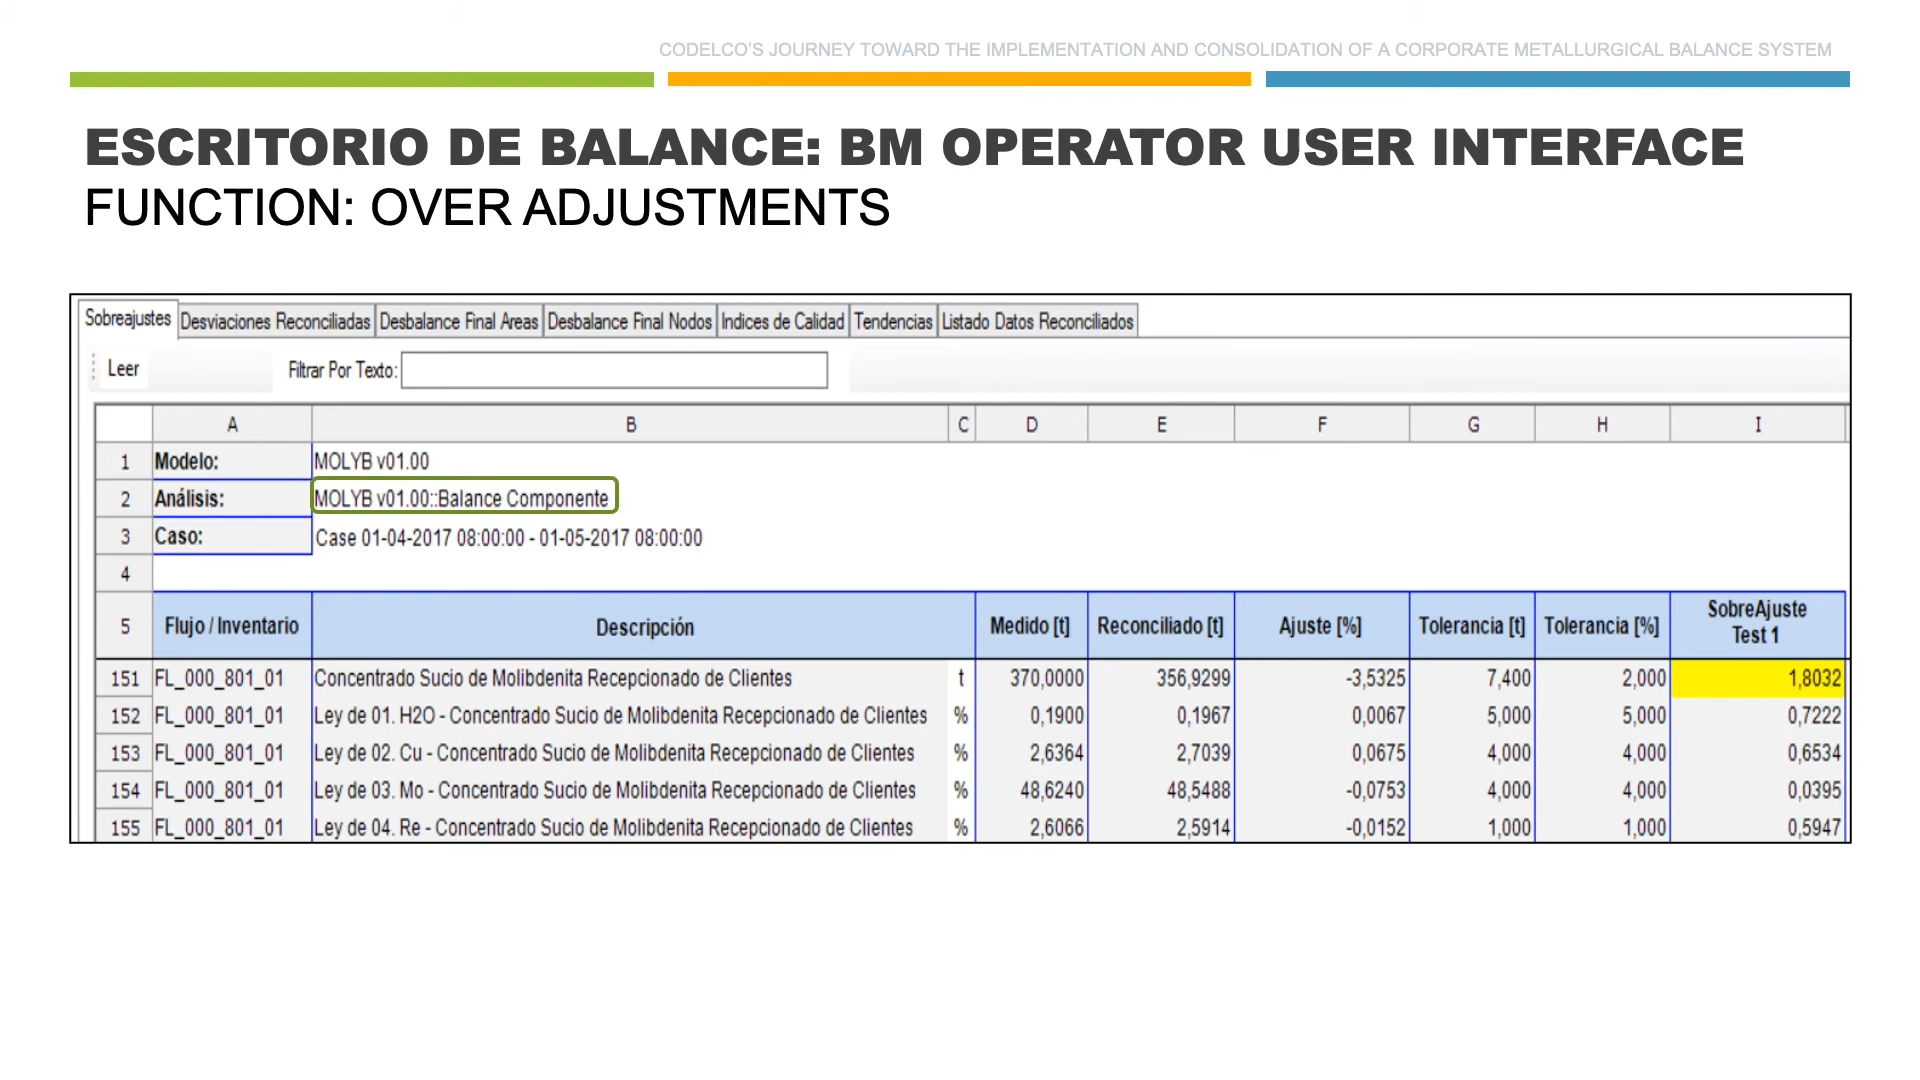 CODELCO'S JOURNEY TOWARD THE IMPLEMENTATION AND CONSOLIDATION OF A CORPORATE METALLURGICAL BALANCE SYSTEM
ESCRITORIO DE BALANCE: BM OPERATOR USER INTERFACE
FUNCTION: OVER ADJUSTMENTS
Sobreajustes Desviaciones Reconciliadas Desbalance Final Areas Desbalance Final Nodos Indices de Calidad Tendencias Listado Datos Reconciliados
Leer Filtrar Por Texto:
A B C D E F G H I
1 Modelo: MOLYB v01.00
2 Análisis: MOLYB v01.00::Balance Componente
3 Caso: Case 01-04-2017 08:00:00 - 01-05-2017 08:00:00
4
5 Flujo / Inventario Descripción Medido [t] Reconciliado [t] Ajuste [%] Tolerancia [t] Tolerancia [%] SobreAjuste
Test 1
151 FL_000_801_01 Concentrado Sucio de Molibdenita Recepcionado de Clientes t 370,0000 356,9299 -3,5325 7,400 2,000 1,8032
152 FL_000_801_01 Ley de 01. H2O - Concentrado Sucio de Molibdenita Recepcionado de Clientes % 0,1900 0,1967 0,0067 5,000 5,000 0,7222
153 FL_000_801_01 Ley de 02. Cu - Concentrado Sucio de Molibdenita Recepcionado de Clientes % 2,6364 2,7039 0,0675 4,000 4,000 0,6534
154 FL_000_801_01 Ley de 03. Mo - Concentrado Sucio de Molibdenita Recepcionado de Clientes % 48,6240 48,5488 -0,0753 4,000 4,000 0,0395
155 FL_000_801_01 Ley de 04. Re - Concentrado Sucio de Molibdenita Recepcionado de Clientes % 2,6066 2,5914 -0,0152 1,000 1,000 0,5947